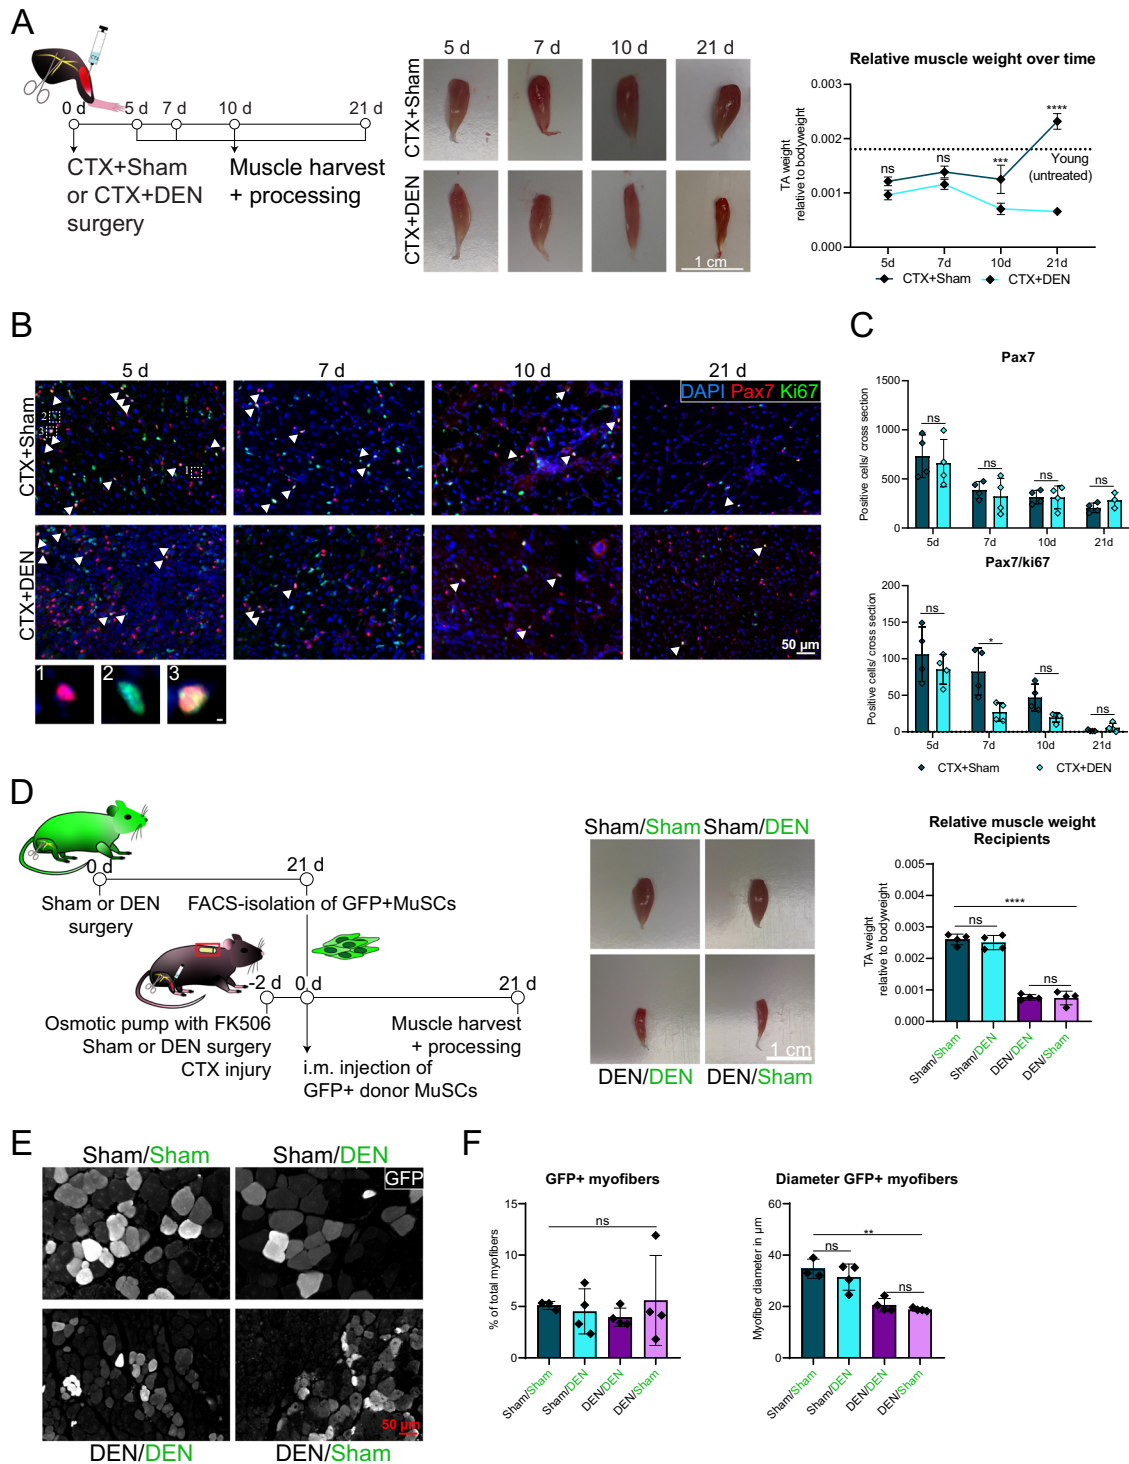 A
0 d
5 d
7 d
10 d
21 d
CTX+Sham
or CTX+DEN
surgery
Muscle harvest
+ processing
5 d
7 d
10 d
21 d
CTX+Sham
CTX+DEN
1 cm
Relative muscle weight over time
TA weight
relative to bodyweight
0.003
0.002
0.001
0.000
ns
ns
***
****
Young
(untreated)
5d
7d
10d
21d
CTX+Sham
CTX+DEN
B
5 d
7 d
10 d
21 d
DAPI Pax7 Ki67
CTX+Sham
CTX+DEN
2
3
1
50 µm
1
2
3
C
Pax7
Positive cells/ cross section
1500
1000
500
0
ns
ns
ns
ns
5d
7d
10d
21d
Pax7/ki67
Positive cells/ cross section
200
150
100
50
0
ns
*
ns
ns
5d
7d
10d
21d
CTX+Sham
CTX+DEN
D
0 d
21 d
Sham or DEN
surgery
FACS-isolation of GFP+MuSCs
-2 d
0 d
21 d
Osmotic pump with FK506
Sham or DEN surgery
CTX injury
i.m. injection of
GFP+ donor MuSCs
Muscle harvest
+ processing
Sham/Sham
Sham/DEN
1 cm
DEN/DEN
DEN/Sham
Relative muscle weight
Recipients
TA weight
relative to bodyweight
0.005
0.004
0.003
0.002
0.001
0.000
****
ns
ns
Sham/Sham
Sham/DEN
DEN/DEN
DEN/Sham
E
Sham/Sham
Sham/DEN
GFP
50 µm
DEN/DEN
DEN/Sham
F
GFP+ myofibers
% of total myofibers
15
10
5
0
ns
Sham/Sham
Sham/DEN
DEN/DEN
DEN/Sham
Diameter GFP+ myofibers
Myofiber diameter in µm
60
40
20
0
**
ns
ns
Sham/Sham
Sham/DEN
DEN/DEN
DEN/Sham